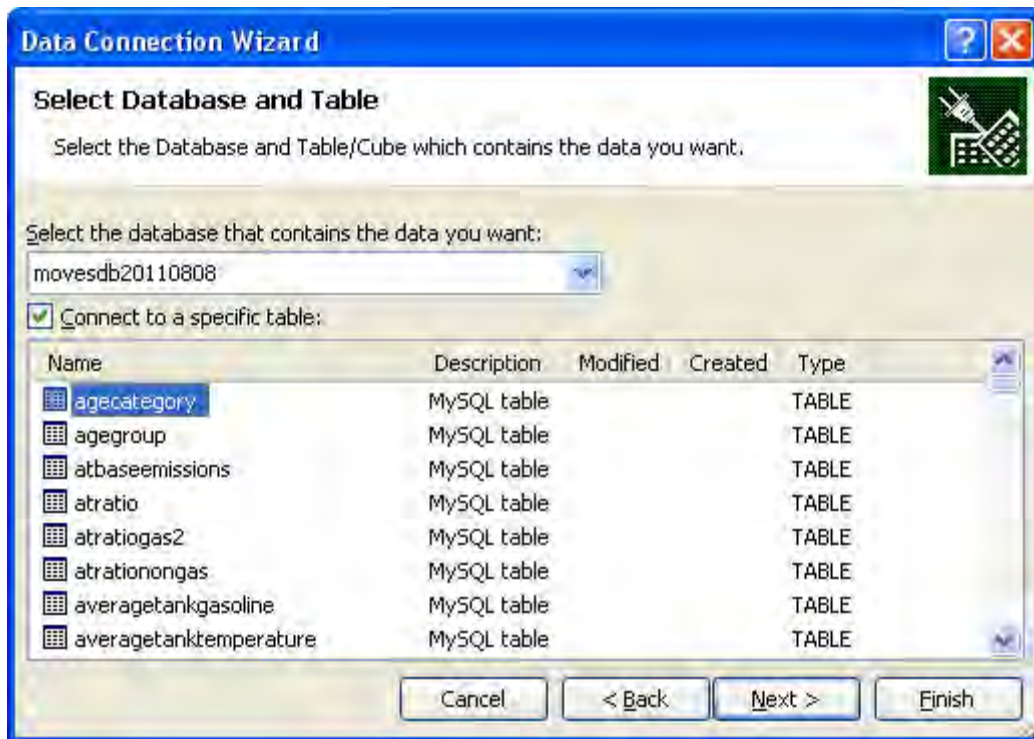 Data Connection Wizard
Select Database and Table
Select the Database and Table/Cube which contains the data you want.
Select the database that contains the data you want:
movesdb20110808
Connect to a specific table:
Name Description Modified Created Type
agecategory MySQL table TABLE
agegroup MySQL table TABLE
atbaseemissions MySQL table TABLE
atratio MySQL table TABLE
atratiogas2 MySQL table TABLE
atrationongas MySQL table TABLE
averagetankgasoline MySQL table TABLE
averagetanktemperature MySQL table TABLE
Cancel < Back Next > Finish